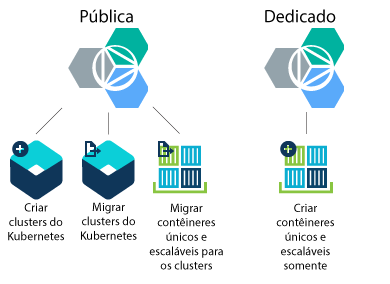 Pública
Dedicado
Criar
clusters do
Kubernetes
Migrar
clusters do
Kubernetes
Migrar
contêineres
únicos e
escaláveis para
os clusters
Criar
contêineres
únicos e
escaláveis
somente